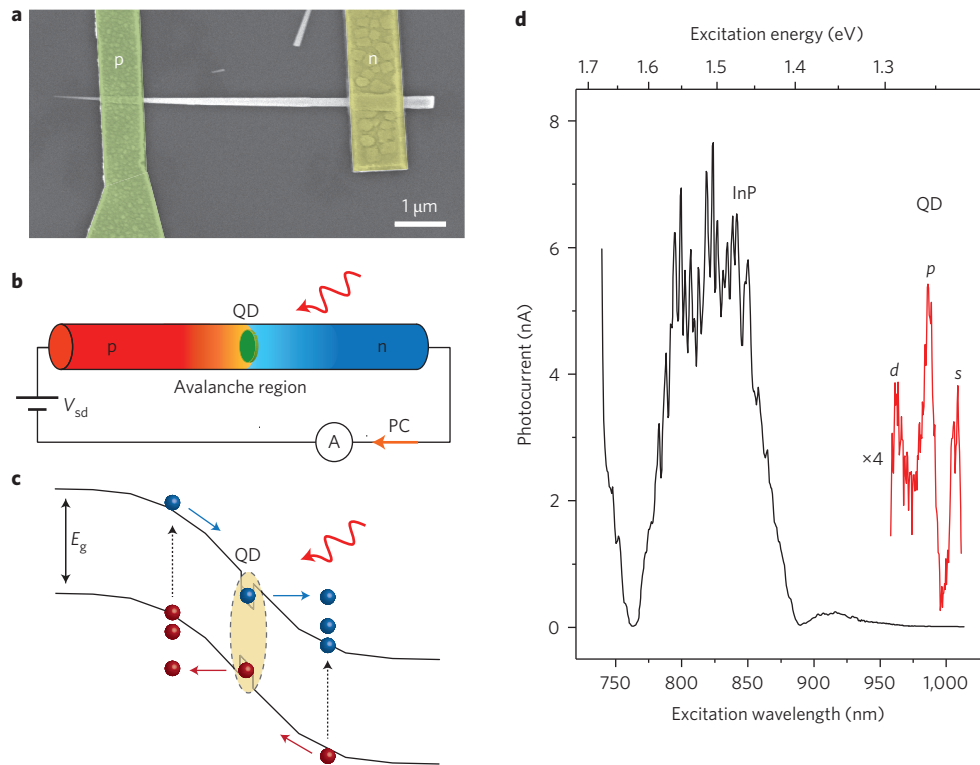 a
p
n
1 μm
b
QD
p
n
Avalanche region
V_sd
PC
A
c
E_g
QD
d
Excitation energy (eV)
1.7 1.6 1.5 1.4 1.3
8
6
4
2
0
Photocurrent (nA)
InP
QD
p
d
s
×4
750 800 850 900 950 1,000
Excitation wavelength (nm)